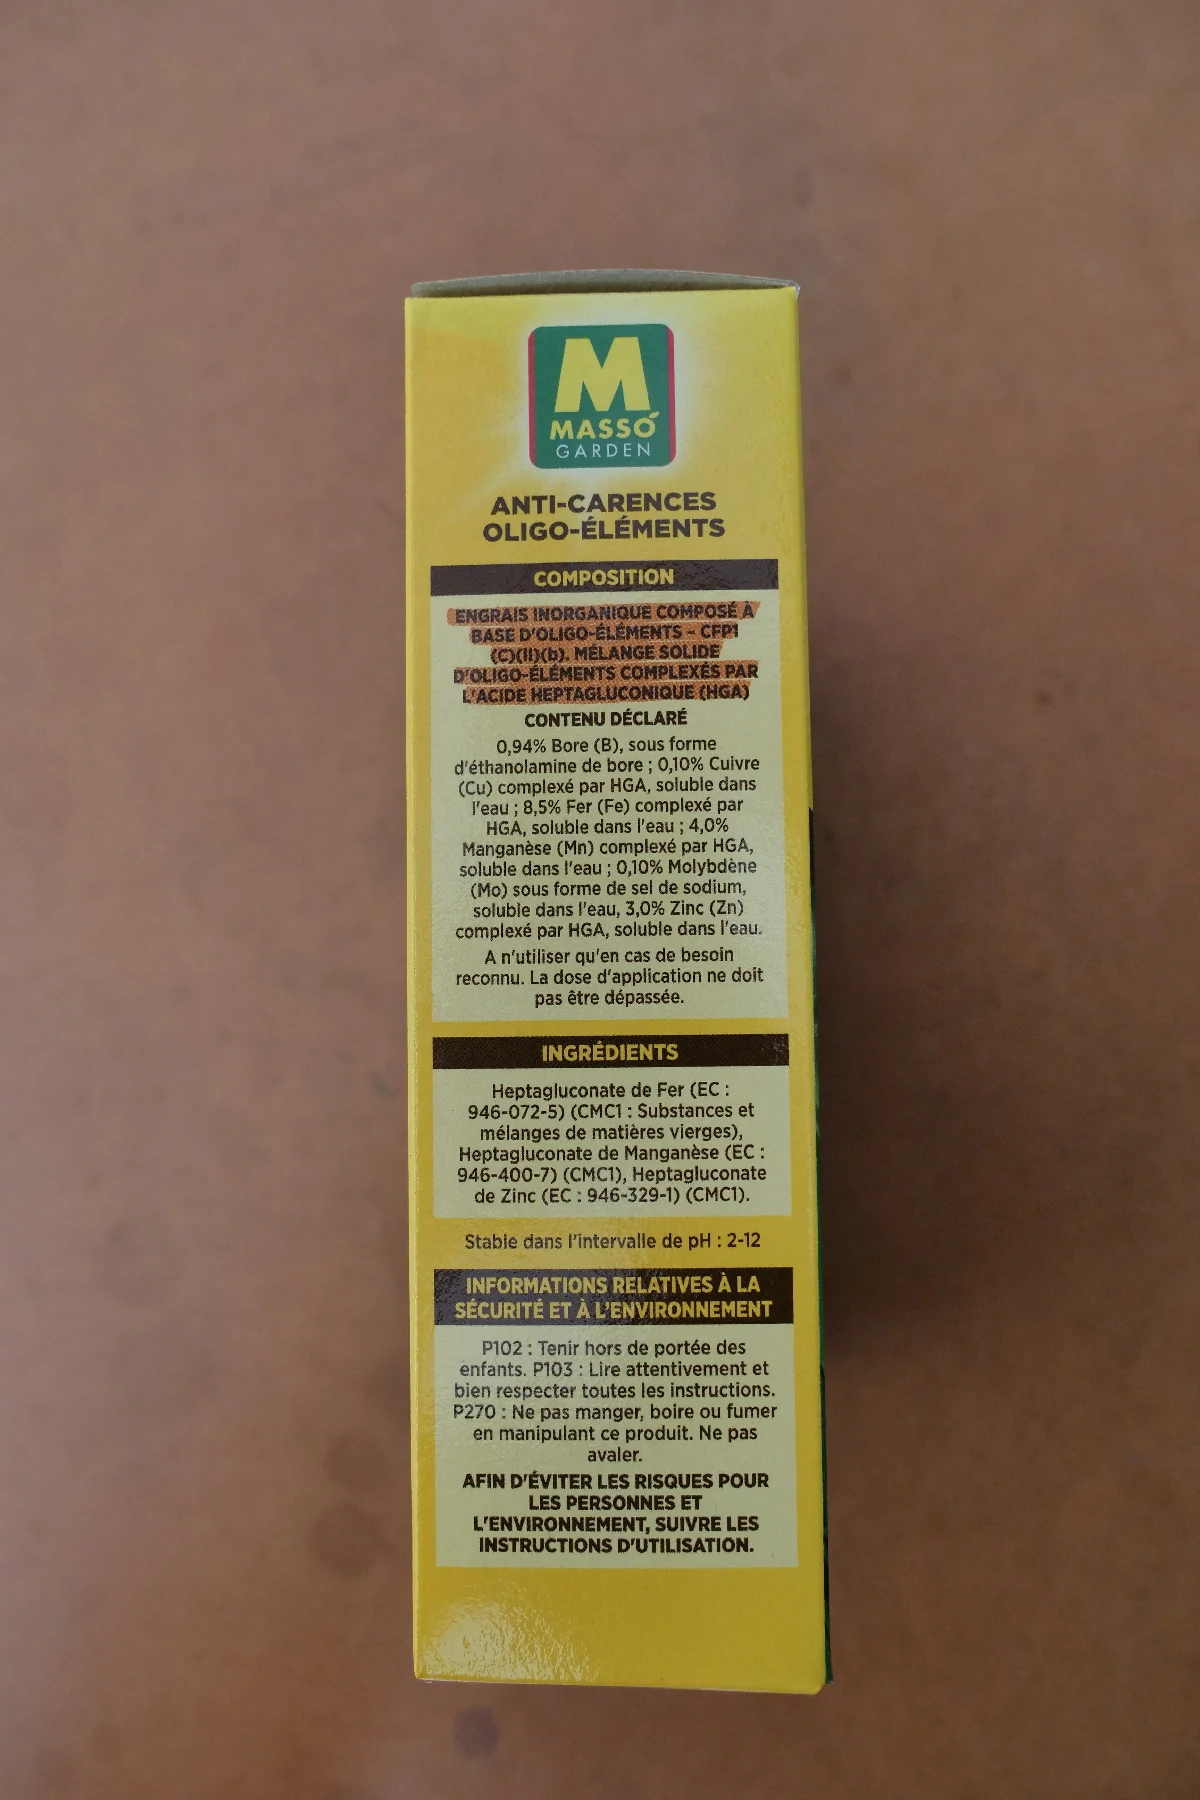 M
MASSÓ
GARDEN
ANTI-CARENCES
OLIGO-ÉLÉMENTS
COMPOSITION
ENGRAIS INORGANIQUE COMPOSÉ À
BASE D'OLIGO-ÉLÉMENTS - CFP1
(C)(II)(b). MÉLANGE SOLIDE
D'OLIGO-ÉLÉMENTS COMPLEXÉS PAR
L'ACIDE HEPTAGLUCONIQUE (HGA)
CONTENU DÉCLARÉ
0,94% Bore (B), sous forme
d'éthanolamine de bore ; 0,10% Cuivre
(Cu) complexé par HGA, soluble dans
l'eau ; 8,5% Fer (Fe) complexé par
HGA, soluble dans l'eau ; 4,0%
Manganèse (Mn) complexé par HGA,
soluble dans l'eau ; 0,10% Molybdène
(Mo) sous forme de sel de sodium,
soluble dans l'eau, 3,0% Zinc (Zn)
complexé par HGA, soluble dans l'eau.
A n'utiliser qu'en cas de besoin
reconnu. La dose d'application ne doit
pas être dépassée.
INGRÉDIENTS
Heptagluconate de Fer (EC :
946-072-5) (CMC1 : Substances et
mélanges de matières vierges),
Heptagluconate de Manganèse (EC :
946-400-7) (CMC1), Heptagluconate
de Zinc (EC : 946-329-1) (CMC1).
Stable dans l'intervalle de pH : 2-12
INFORMATIONS RELATIVES À LA
SÉCURITÉ ET À L'ENVIRONNEMENT
P102 : Tenir hors de portée des
enfants. P103 : Lire attentivement et
bien respecter toutes les instructions.
P270 : Ne pas manger, boire ou fumer
en manipulant ce produit. Ne pas
avaler.
AFIN D'ÉVITER LES RISQUES POUR
LES PERSONNES ET
L'ENVIRONNEMENT, SUIVRE LES
INSTRUCTIONS D'UTILISATION.